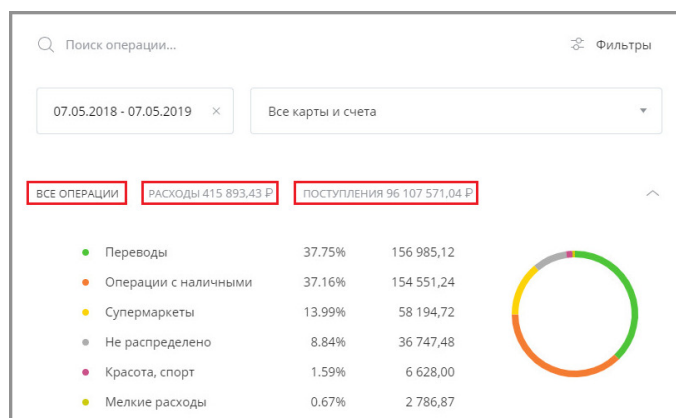 Поиск операции... Фильтры
07.05.2018 - 07.05.2019 × Все карты и счета
ВСЕ ОПЕРАЦИИ РАСХОДЫ 415 893,43 ₽ ПОСТУПЛЕНИЯ 96 107 571,04 ₽
Переводы 37.75% 156 985,12
Операции с наличными 37.16% 154 551,24
Супермаркеты 13.99% 58 194,72
Не распределено 8.84% 36 747,48
Красота, спорт 1.59% 6 628,00
Мелкие расходы 0.67% 2 786,87